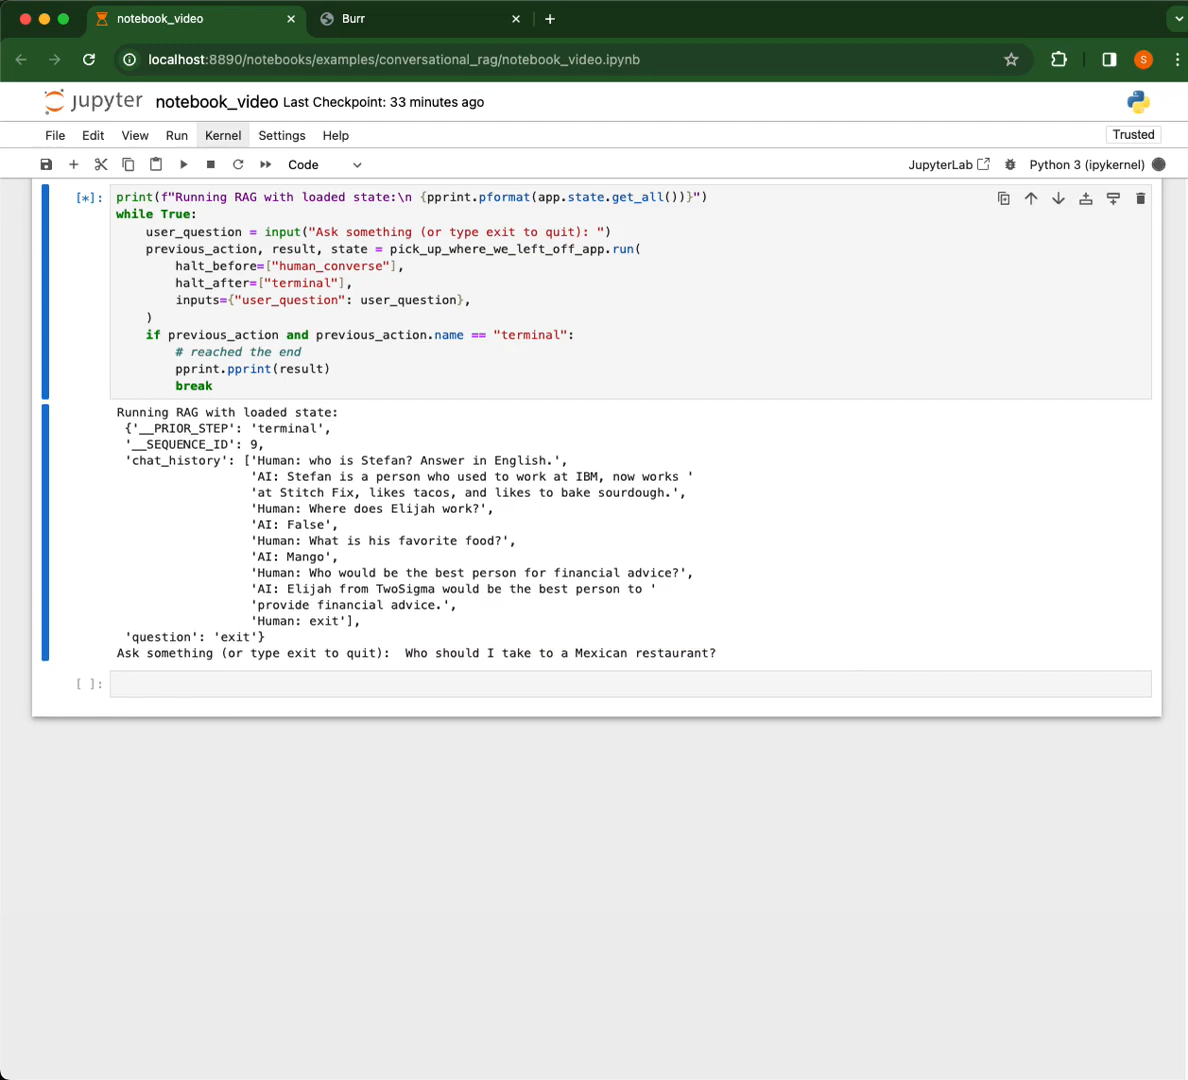 notebook_video
Burr
localhost:8890/notebooks/examples/conversational_rag/notebook_video.ipynb
S
jupyter notebook_video Last Checkpoint: 33 minutes ago
File Edit View Run Kernel Settings Help Trusted
Code JupyterLab Python 3 (ipykernel)
[*]: print(f"Running RAG with loaded state:\n {pprint.pformat(app.state.get_all())}")
while True:
    user_question = input("Ask something (or type exit to quit): ")
    previous_action, result, state = pick_up_where_we_left_off_app.run(
        halt_before=["human_converse"],
        halt_after=["terminal"],
        inputs={"user_question": user_question},
    )
    if previous_action and previous_action.name == "terminal":
        # reached the end
        pprint.pprint(result)
        break
Running RAG with loaded state:
 {'__PRIOR_STEP': 'terminal',
 '__SEQUENCE_ID': 9,
 'chat_history': ['Human: who is Stefan? Answer in English.',
                  'AI: Stefan is a person who used to work at IBM, now works '
                  'at Stitch Fix, likes tacos, and likes to bake sourdough.',
                  'Human: Where does Elijah work?',
                  'AI: False',
                  'Human: What is his favorite food?',
                  'AI: Mango',
                  'Human: Who would be the best person for financial advice?',
                  'AI: Elijah from TwoSigma would be the best person to '
                  'provide financial advice.',
                  'Human: exit'],
 'question': 'exit'}
Ask something (or type exit to quit):  Who should I take to a Mexican restaurant?
[ ]: